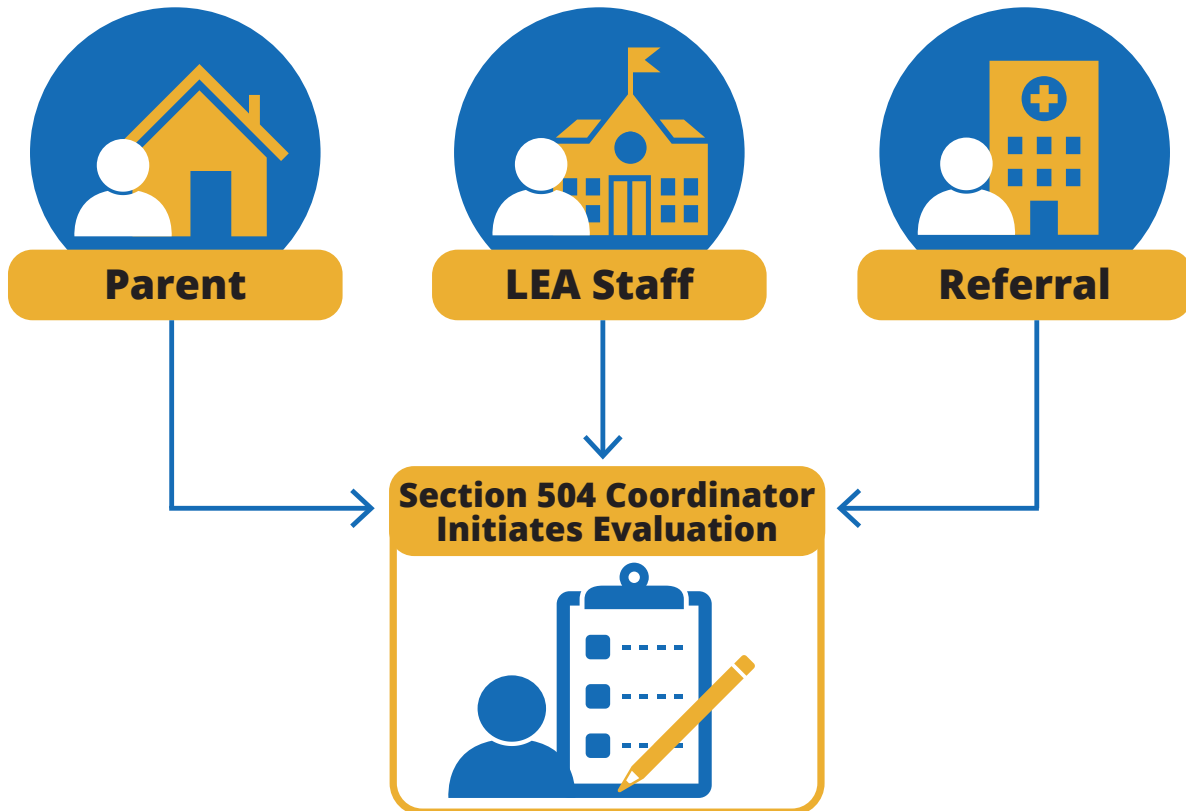 Parent
LEA Staff
Referral
Section 504 Coordinator
Initiates Evaluation